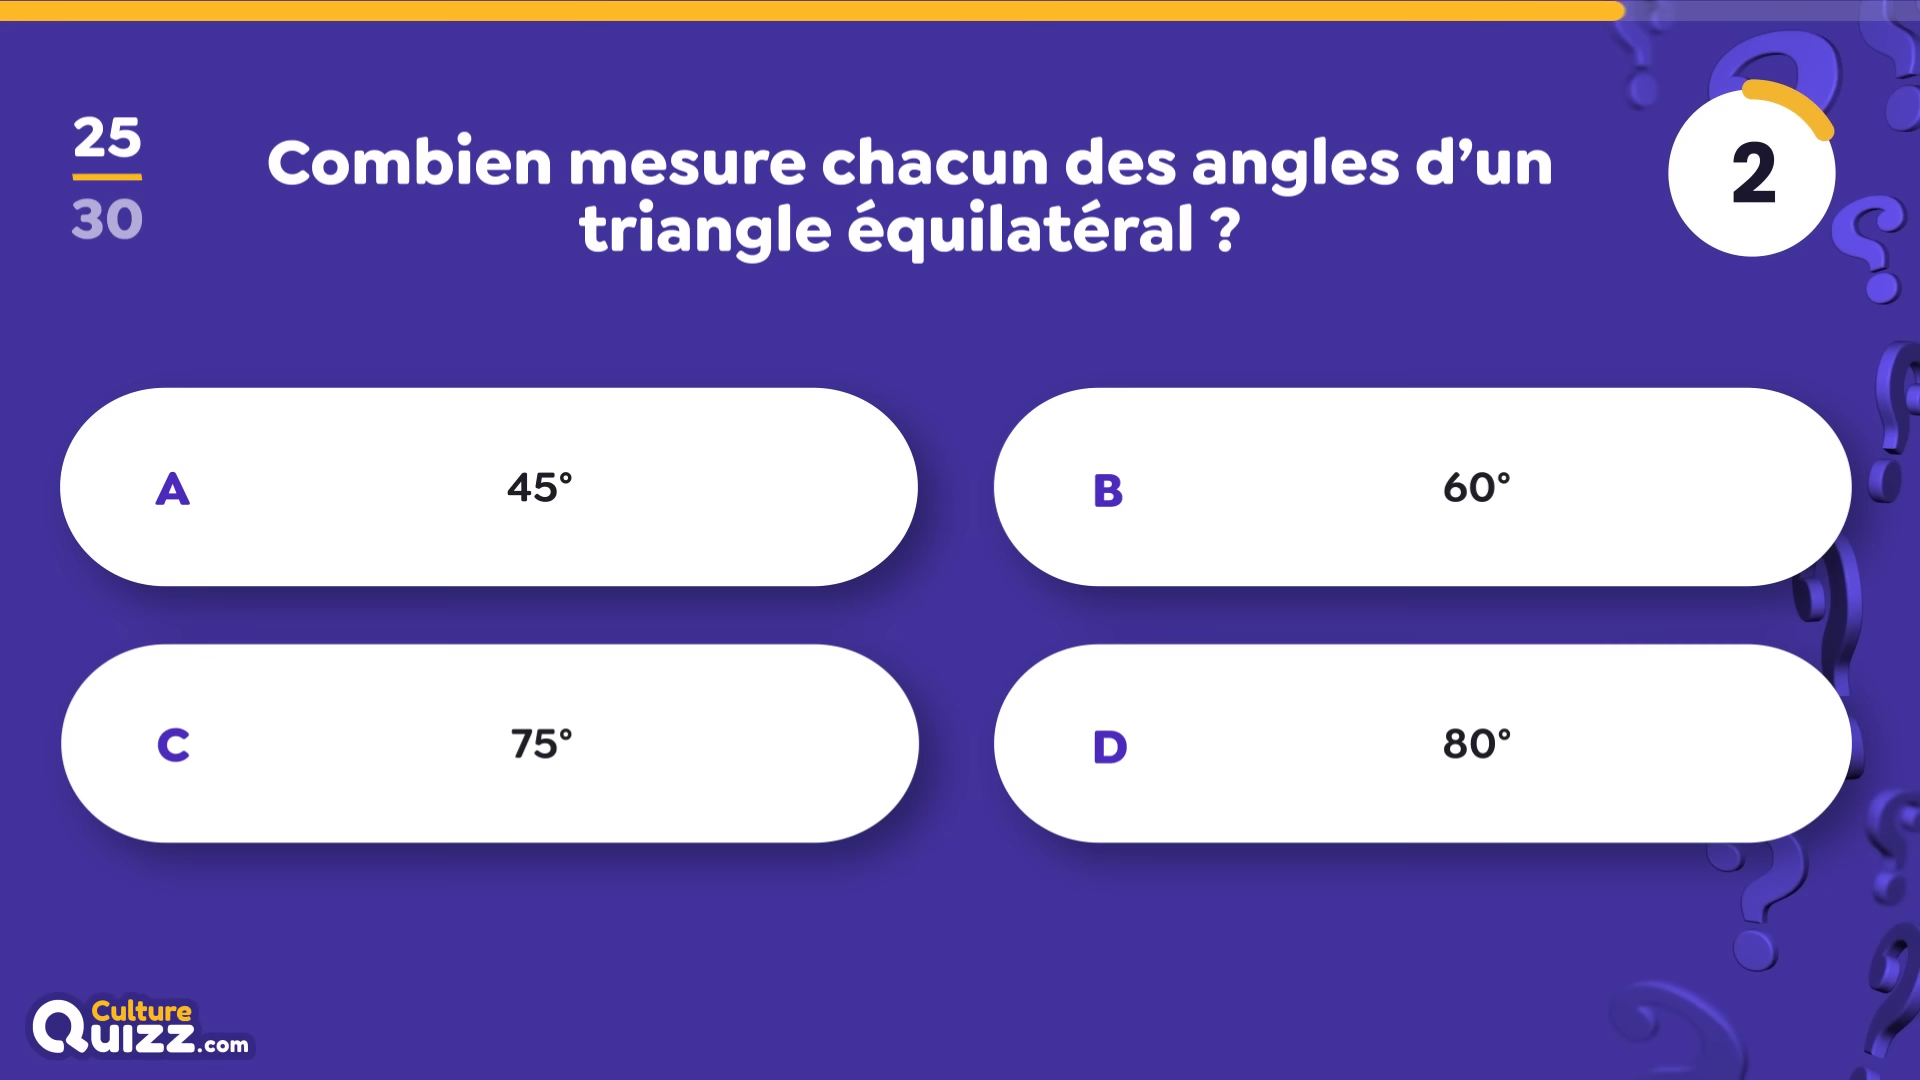 25
30
Combien mesure chacun des angles d’un
triangle équilatéral ?
2
A
45°
B
60°
C
75°
D
80°
Culture
Quizz.com